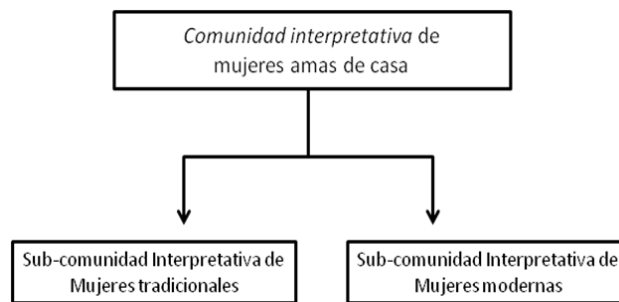 Comunidad interpretativa de
mujeres amas de casa
Sub-comunidad Interpretativa de
Mujeres tradicionales
Sub-comunidad Interpretativa de
Mujeres modernas